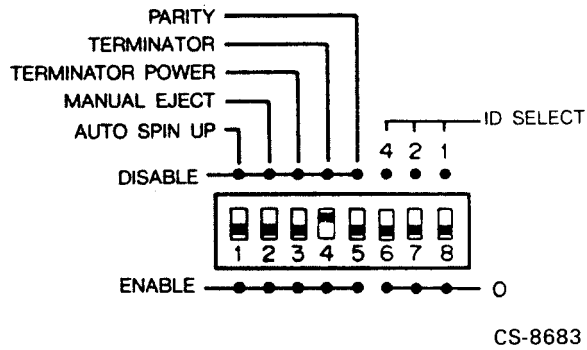 PARITY
TERMINATOR
TERMINATOR POWER
MANUAL EJECT
AUTO SPIN UP
ID SELECT
4 2 1
DISABLE
1 2 3 4 5 6 7 8
ENABLE
0
CS-8683